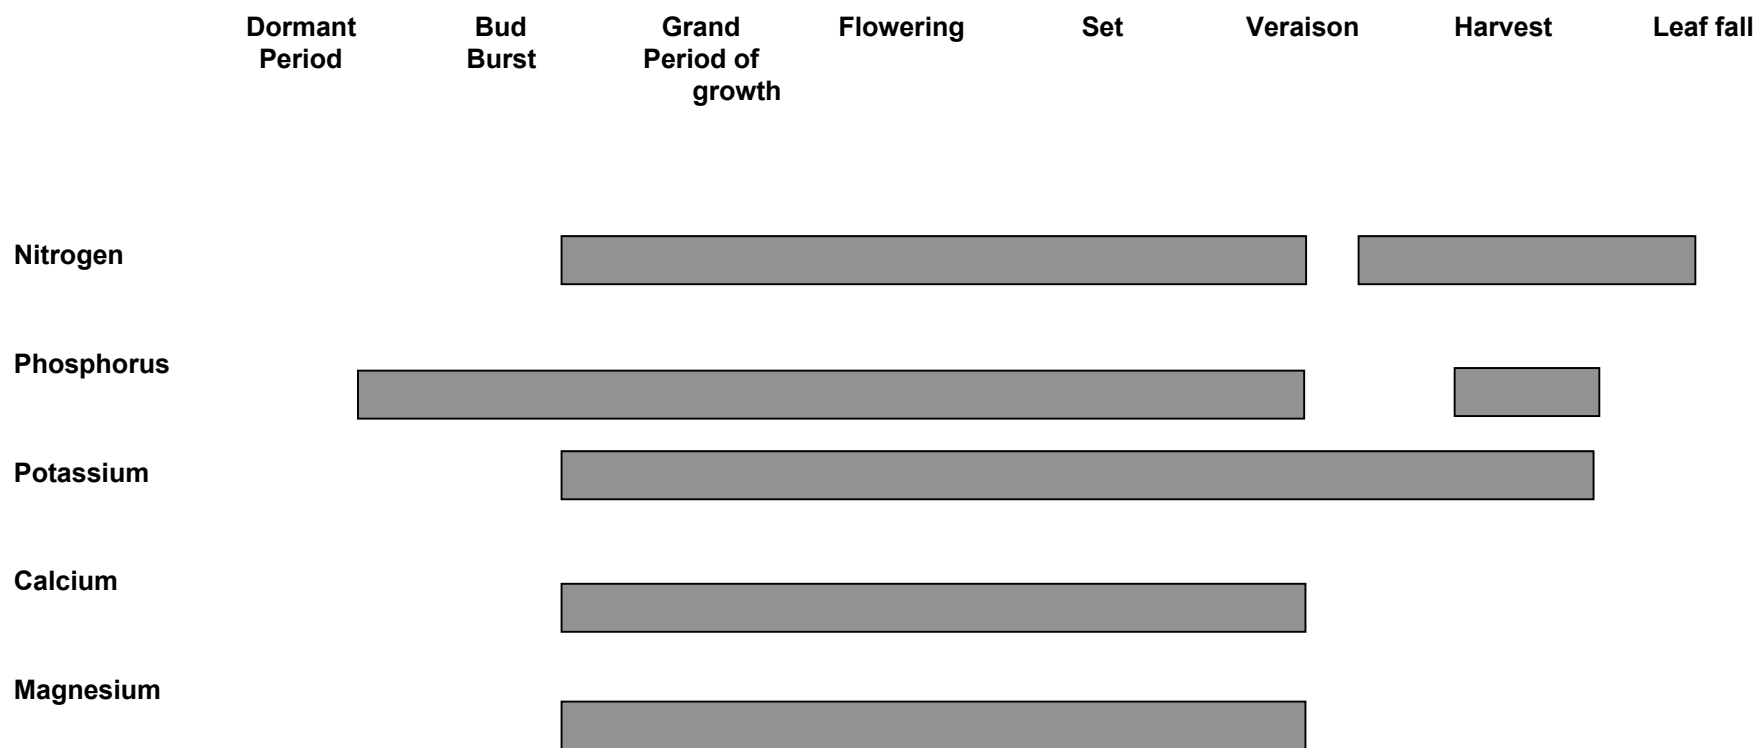 Dormant Period
Bud Burst
Grand Period of growth
Flowering
Set
Veraison
Harvest
Leaf fall
Nitrogen
Phosphorus
Potassium
Calcium
Magnesium